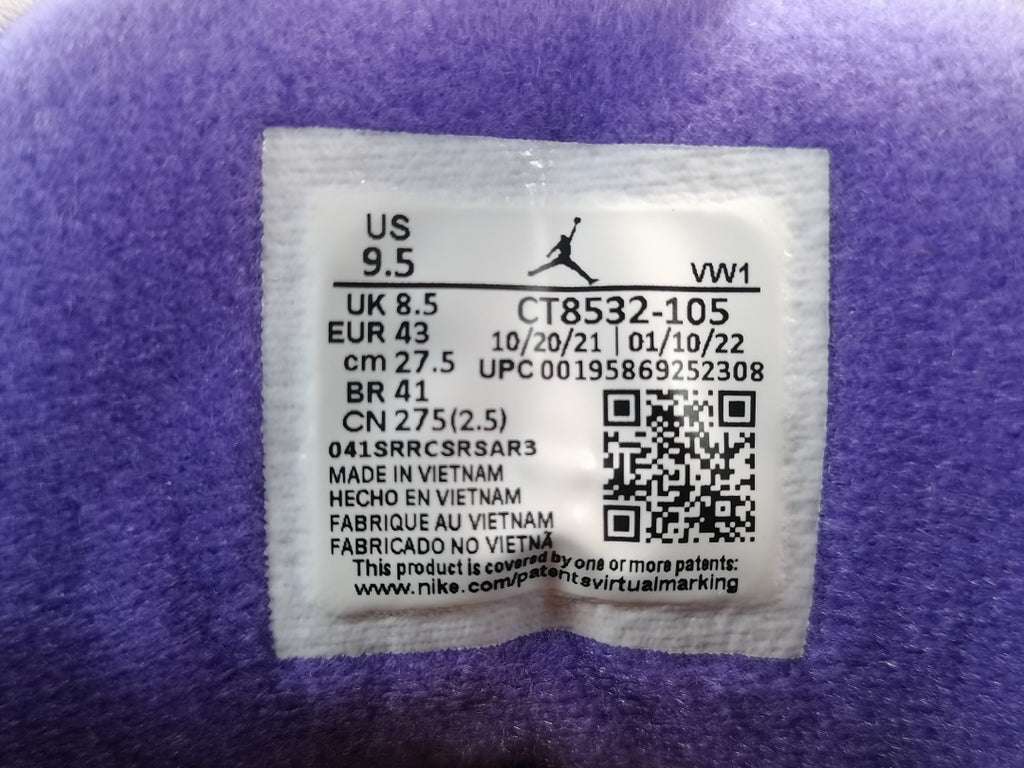 US
9.5
VW1
UK 8.5
EUR 43
cm 27.5
BR 41
CN 275(2.5)
CT8532-105
10/20/21 | 01/10/22
UPC 00195869252308
041SRRCSRSAR3
MADE IN VIETNAM
HECHO EN VIETNAM
FABRIQUE AU VIETNAM
FABRICADO NO VIETNÃ
This product is covered by one or more patents:
www.nike.com/patentsvirtualmarking